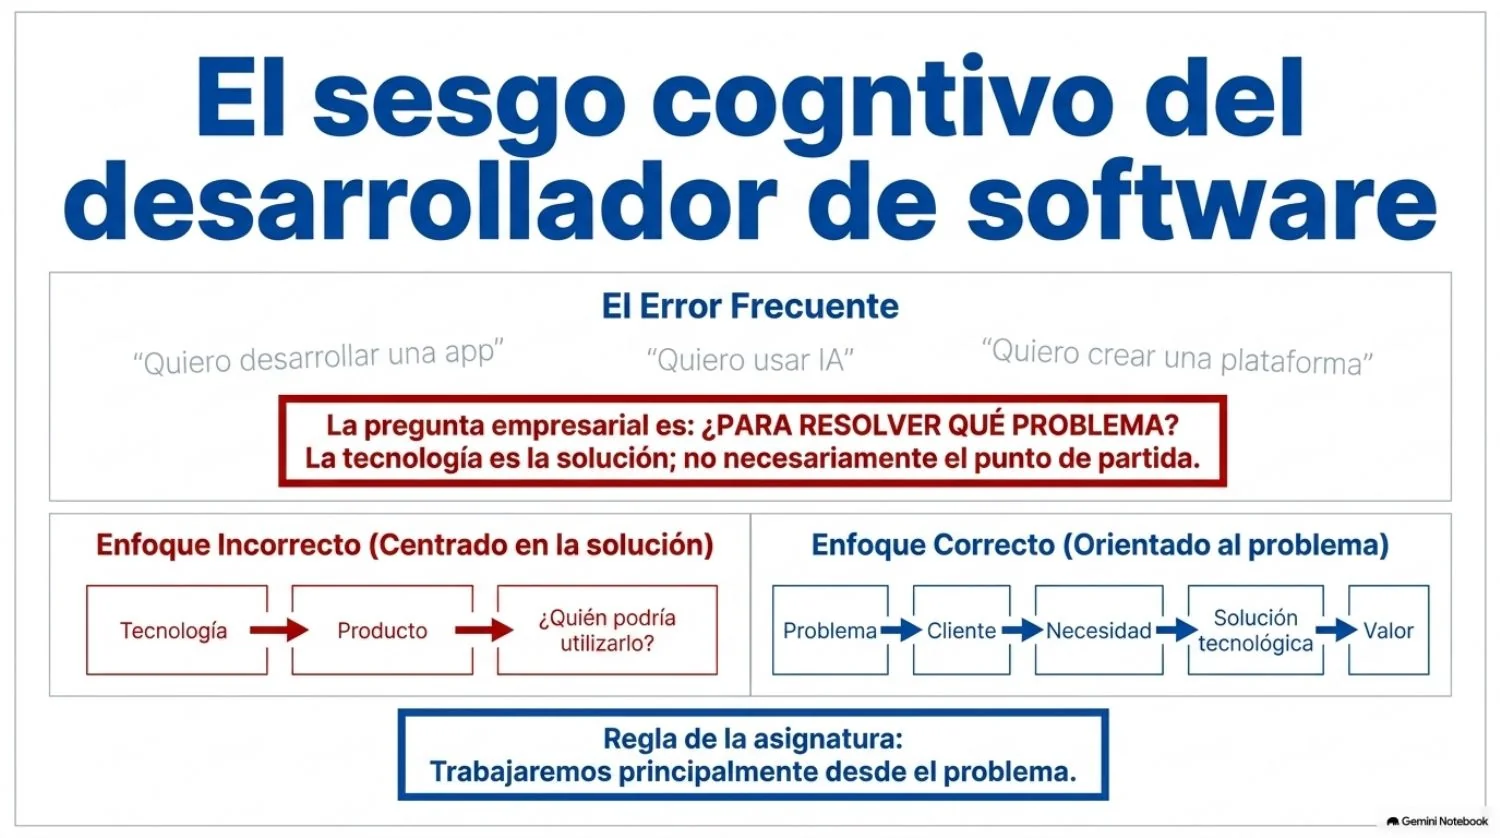 El sesgo cogntivo del
desarrollador de software
El Error Frecuente
“Quiero desarrollar una app”
“Quiero usar IA”
“Quiero crear una plataforma”
La pregunta empresarial es: ¿PARA RESOLVER QUÉ PROBLEMA?
La tecnología es la solución; no necesariamente el punto de partida.
Enfoque Incorrecto (Centrado en la solución)
Tecnología
Producto
¿Quién podría
utilizarlo?
Enfoque Correcto (Orientado al problema)
Problema
Cliente
Necesidad
Solución
tecnológica
Valor
Regla de la asignatura:
Trabajaremos principalmente desde el problema.
Gemini Notebook